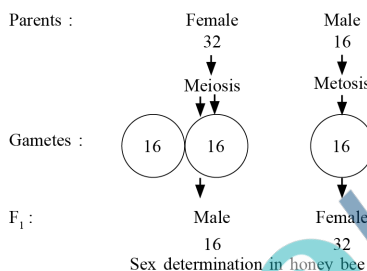 Parents : Female Male
32 16
Meiosis Metosis
Gametes : 16 16 16
F1 : Male Female
16 32
Sex determination in honey bee